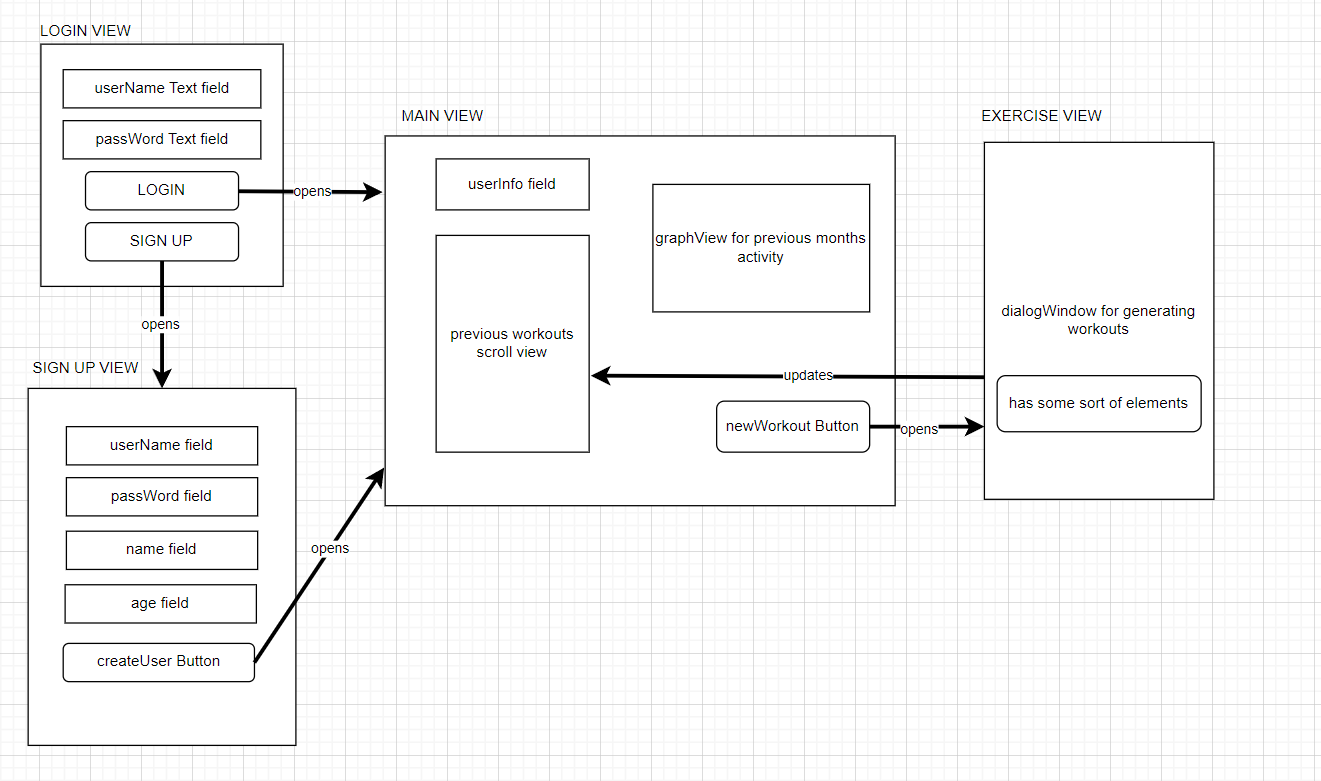 LOGIN VIEW
userName Text field
passWord Text field
LOGIN
opens
SIGN UP
opens
SIGN UP VIEW
userName field
passWord field
name field
age field
createUser Button
opens
MAIN VIEW
userInfo field
graphView for previous months
activity
previous workouts
scroll view
updates
newWorkout Button
opens
EXERCISE VIEW
dialogWindow for generating
workouts
has some sort of elements